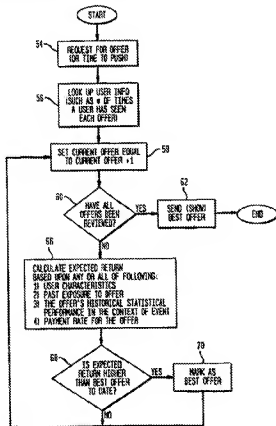 START
54
REQUEST FOR OFFER
(OR TIME TO PUSH)
56
LOOK UP USER INFO
(SUCH AS # OF TIMES
A USER HAS SEEN
EACH OFFER)
58
SET CURRENT OFFER EQUAL
TO CURRENT OFFER +1
60
HAVE ALL
OFFERS BEEN
REVIEWED?
YES
62
SEND (SHOW)
BEST OFFER
END
NO
66
CALCULATE EXPECTED RETURN
BASED UPON ANY OR ALL OF FOLLOWING:
1) USER CHARACTERISTICS
2) PAST EXPOSURE TO OFFER
3) THE OFFER'S HISTORICAL STATISTICAL
PERFORMANCE IN THE CONTEXT OF EVENT
4) PAYMENT RATE FOR THE OFFER
68
IS EXPECTED
RETURN HIGHER
THAN BEST OFFER
TO DATE?
YES
70
MARK AS
BEST OFFER
NO